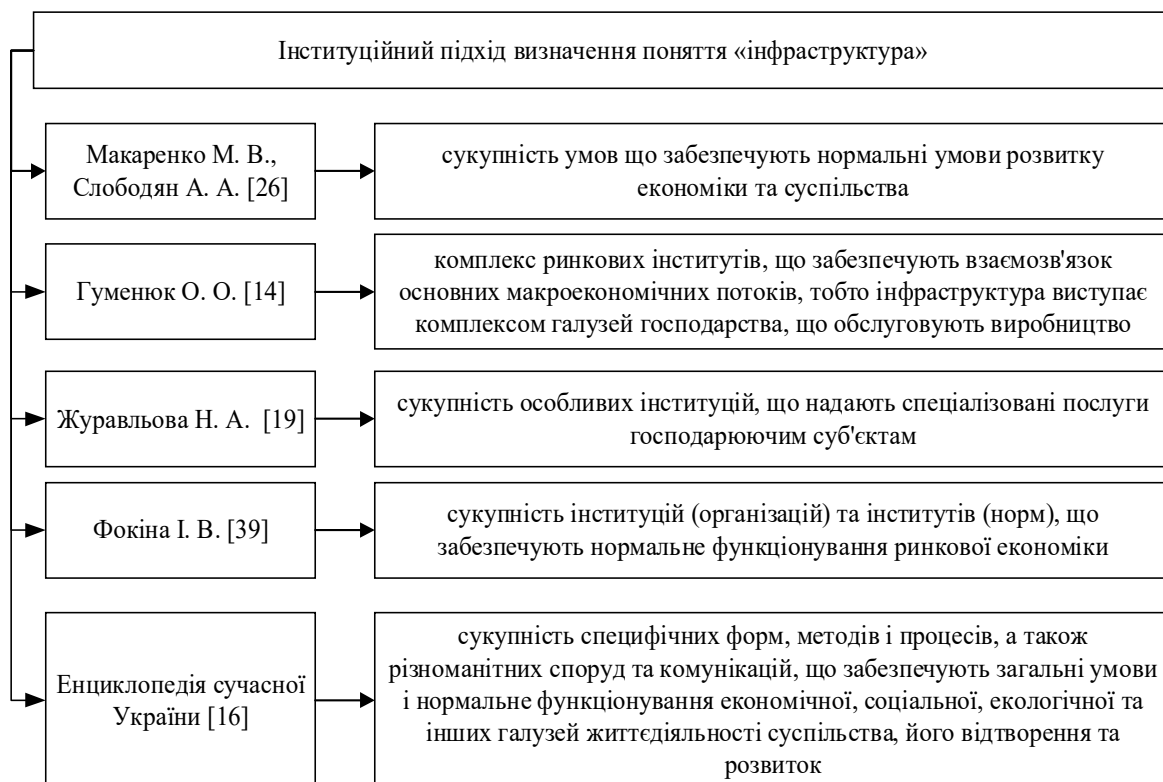 Інституційний підхід визначення поняття «інфраструктура»
Макаренко М. В.,
Слободян А. А. [26]
сукупність умов що забезпечують нормальні умови розвитку
економіки та суспільства
Гуменюк О. О. [14]
комплекс ринкових інститутів, що забезпечують взаємозв'язок
основних макроекономічних потоків, тобто інфраструктура виступає
комплексом галузей господарства, що обслуговують виробництво
Журавльова Н. А. [19]
сукупність особливих інституцій, що надають спеціалізовані послуги
господарюючим суб'єктам
Фокіна І. В. [39]
сукупність інституцій (організацій) та інститутів (норм), що
забезпечують нормальне функціонування ринкової економіки
Енциклопедія сучасної
України [16]
сукупність специфічних форм, методів і процесів, а також
різноманітних споруд та комунікацій, що забезпечують загальні умови
і нормальне функціонування економічної, соціальної, екологічної та
інших галузей життєдіяльності суспільства, його відтворення та
розвиток